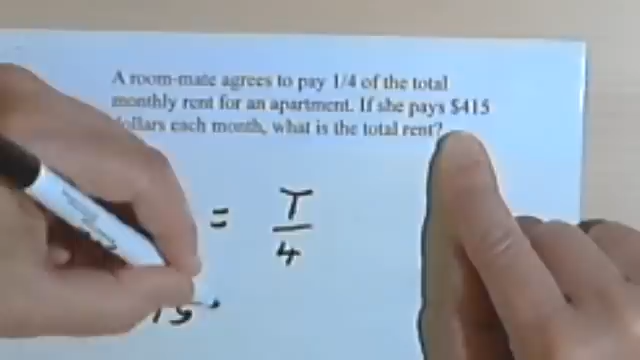 A room-mate agrees to pay 1/4 of the total
monthly rent for an apartment. If she pays $415
dollars each month, what is the total rent?
= T/4
15